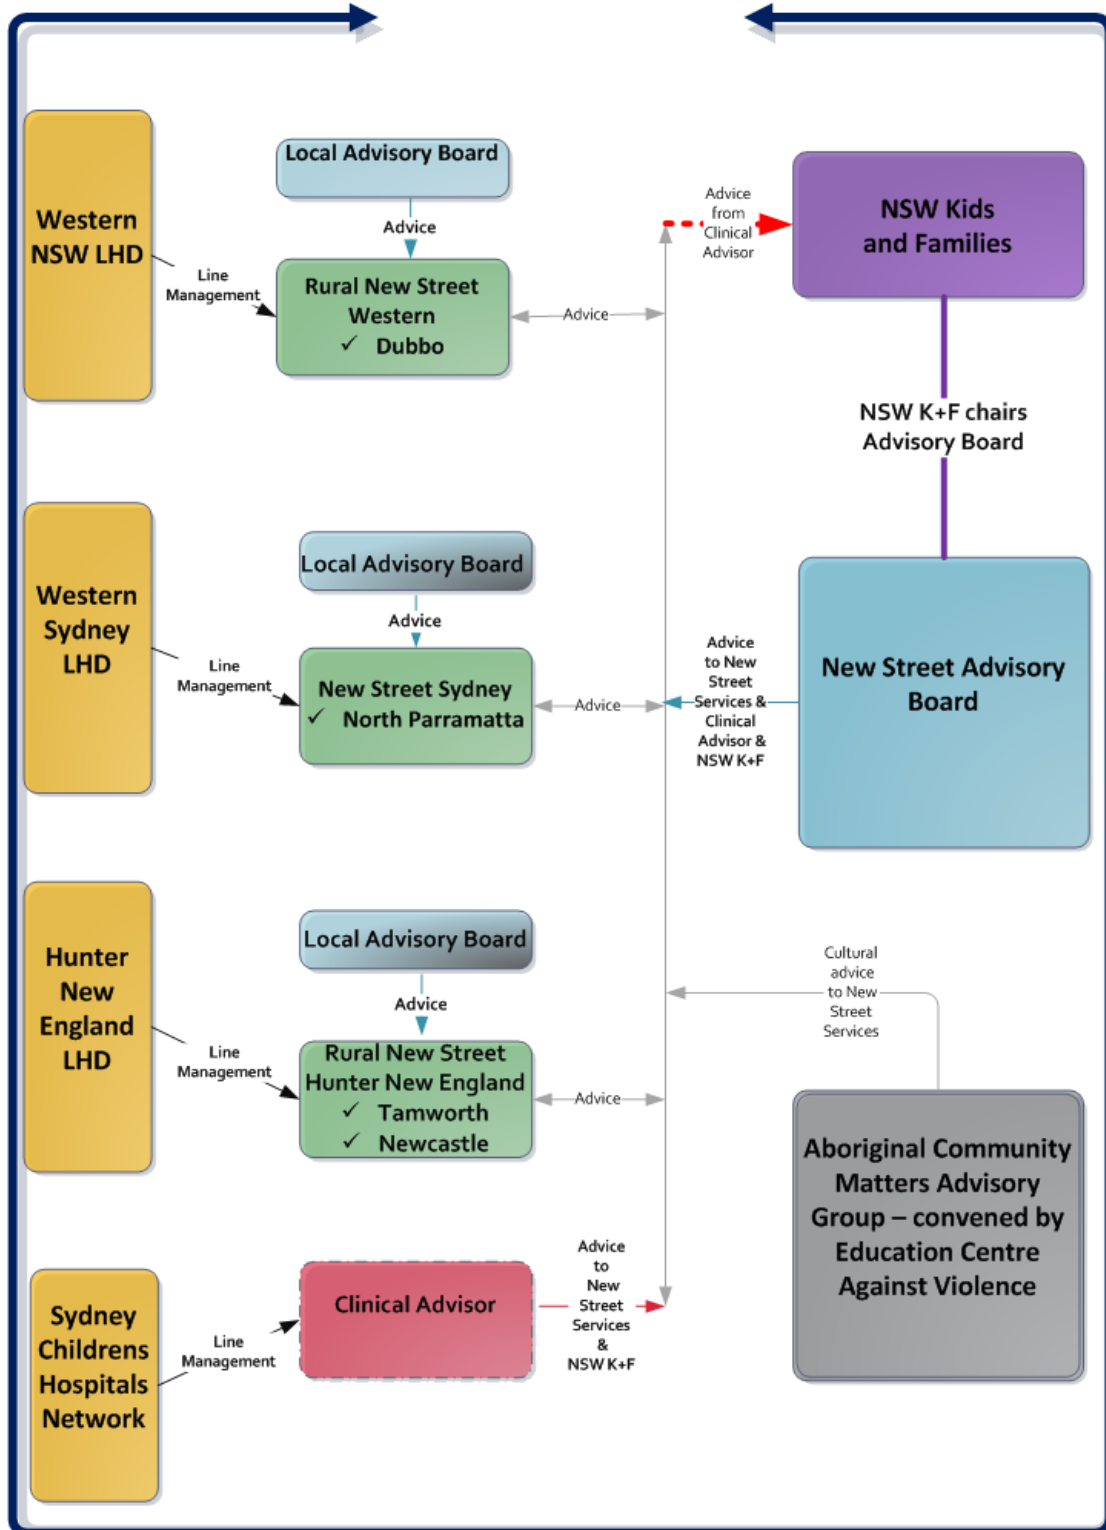 Western
NSW LHD
Line
Management
Local Advisory Board
Advice
Rural New Street
Western
✓ Dubbo
Advice
Advice
from
Clinical
Advisor
NSW Kids
and Families
NSW K+F chairs
Advisory Board
Western
Sydney
LHD
Line
Management
Local Advisory Board
Advice
New Street Sydney
✓ North Parramatta
Advice
Advice
to New
Street
Services &
Clinical
Advisor &
NSW K+F
New Street Advisory
Board
Hunter
New
England
LHD
Line
Management
Local Advisory Board
Advice
Rural New Street
Hunter New England
✓ Tamworth
✓ Newcastle
Advice
Cultural
advice
to New
Street
Services
Aboriginal Community
Matters Advisory
Group – convened by
Education Centre
Against Violence
Sydney
Childrens
Hospitals
Network
Line
Management
Clinical Advisor
Advice
to
New
Street
Services
&
NSW K+F